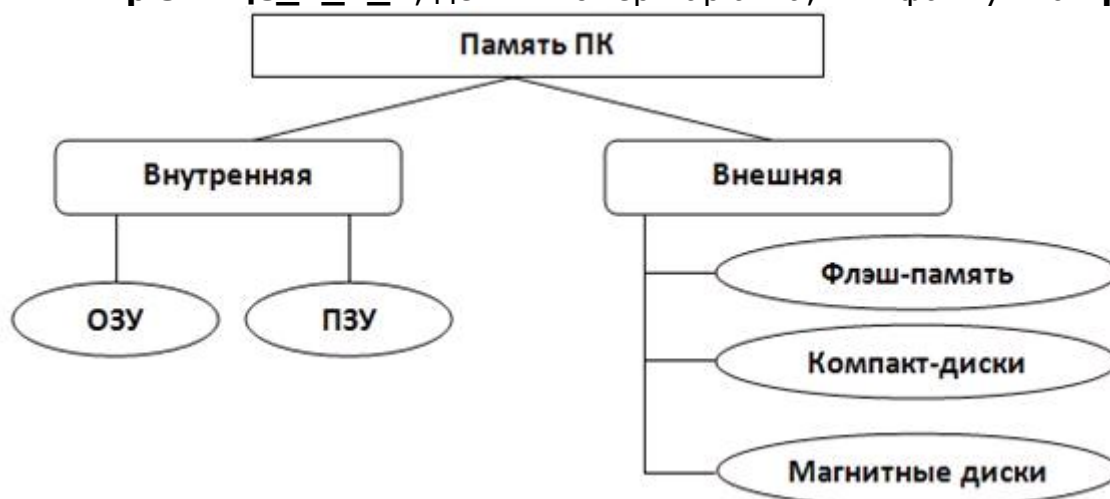 Память ПК
Внутренняя
Внешняя
ОЗУ
ПЗУ
Флэш-память
Компакт-диски
Магнитные диски